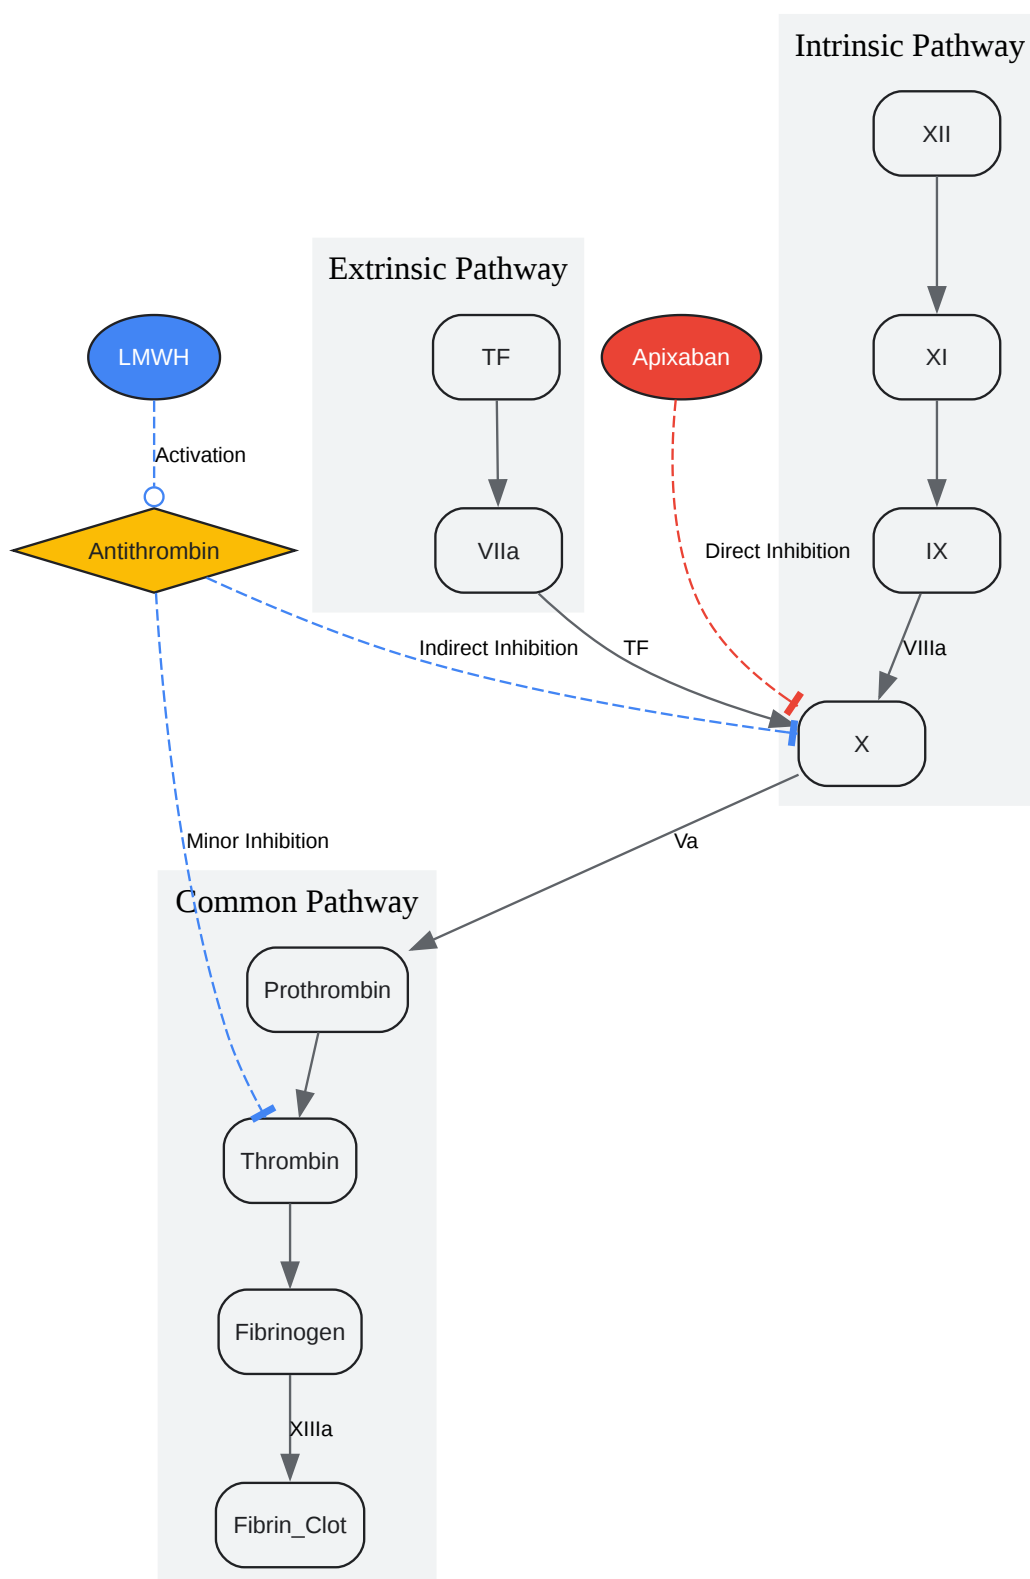 Intrinsic Pathway
XII
Extrinsic Pathway
LMWH
TF
Apixaban
XI
Activation
Antithrombin
VIIa
Direct Inhibition
IX
Indirect Inhibition
TF
VIIIa
X
Minor Inhibition
Va
Common Pathway
Prothrombin
Thrombin
Fibrinogen
XIIIa
Fibrin_Clot